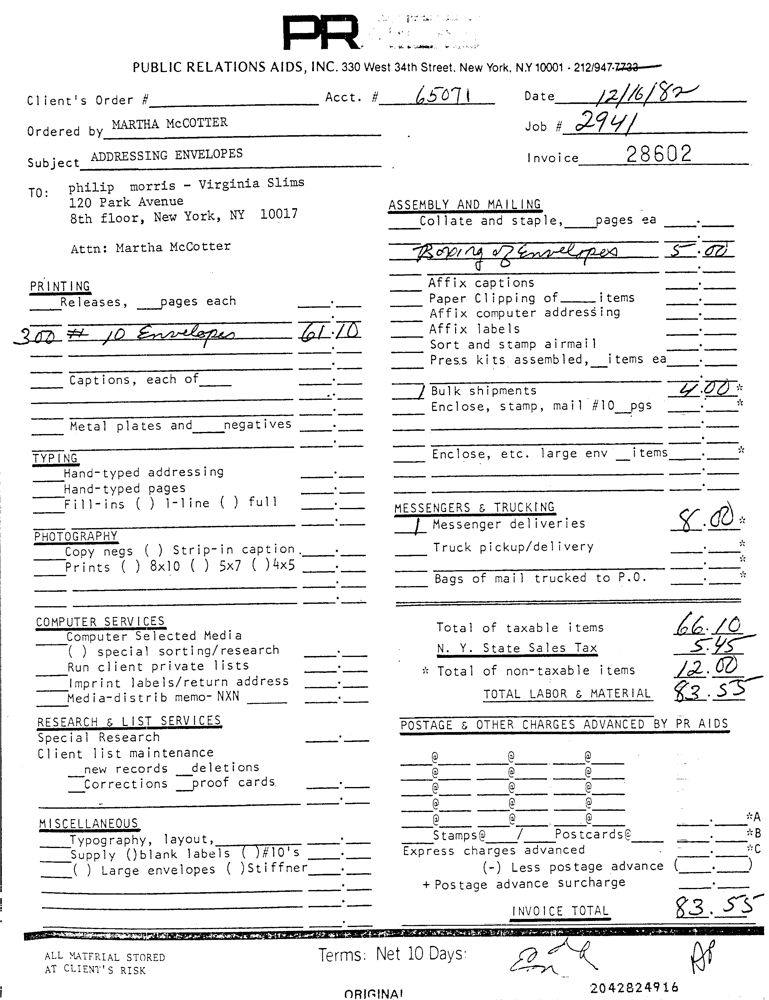 PR
PUBLIC RELATIONS AIDS, INC. 330 West 34th Street, New York, N.Y 10001 - 212/947-7733
Client's Order # Acct. # 65071 Date 12/16/82
Ordered by MARTHA McCOTTER Job # 2941
Subject ADDRESSING ENVELOPES Invoice 28602
TO: philip morris - Virginia Slims
120 Park Avenue
8th floor, New York, NY 10017
Attn: Martha McCotter
PRINTING
Releases, pages each
300 # 10 Envelopes 61.10
Captions, each of
Metal plates and negatives
TYPING
Hand-typed addressing
Hand-typed pages
Fill-ins ( ) 1-line ( ) full
PHOTOGRAPHY
Copy negs ( ) Strip-in caption
Prints ( ) 8x10 ( ) 5x7 ( )4x5
COMPUTER SERVICES
Computer Selected Media
( ) special sorting/research
Run client private lists
Imprint labels/return address
Media-distrib memo- NXN
RESEARCH & LIST SERVICES
Special Research
Client list maintenance
new records deletions
Corrections proof cards
MISCELLANEOUS
Typography, layout,
Supply ()blank labels ( )#10's
( ) Large envelopes ( )Stiffner
ASSEMBLY AND MAILING
Collate and staple, pages ea
Boxing of Envelopes 5.00
Affix captions
Paper Clipping of items
Affix computer addressing
Affix labels
Sort and stamp airmail
Press kits assembled, items ea
1 Bulk shipments 4.00*
Enclose, stamp, mail #10 pgs *
Enclose, etc. large env items *
MESSENGERS & TRUCKING
1 Messenger deliveries 8.00*
Truck pickup/delivery *
*
Bags of mail trucked to P.O. *
Total of taxable items 66.10
N. Y. State Sales Tax 5.45
* Total of non-taxable items 12.00
TOTAL LABOR & MATERIAL 83.55
POSTAGE & OTHER CHARGES ADVANCED BY PR AIDS
@ @ @
@ @ @
@ @ @
@ @ @
@ @ @ *A
Stamps@ / Postcards@ *B
Express charges advanced *C
(-) Less postage advance ( . )
+ Postage advance surcharge
INVOICE TOTAL 83.55
ALL MATERIAL STORED
AT CLIENT'S RISK
Terms: Net 10 Days:
ORIGINAL
2042824916